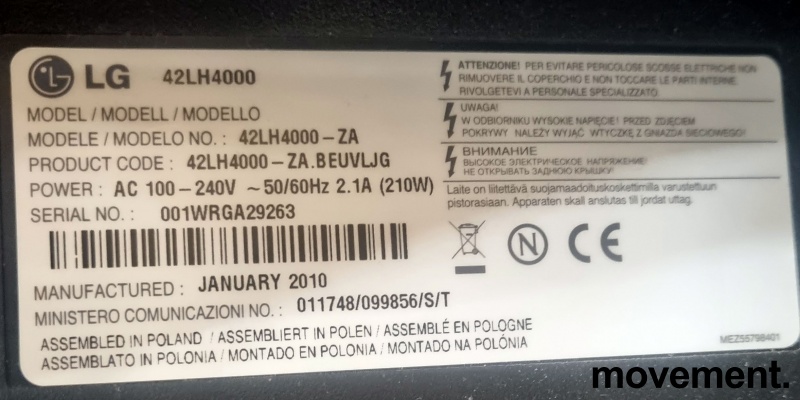 LG 42LH4000
MODEL / MODELL / MODELLO
MODELE / MODELO NO. : 42LH4000-ZA
PRODUCT CODE : 42LH4000-ZA.BEUVLJG
POWER : AC 100-240V ~50/60Hz 2.1A (210W)
SERIAL NO. : 001WRGA29263
MANUFACTURED : JANUARY 2010
MINISTERO COMUNICAZIONI NO. : 011748/099856/S/T
ASSEMBLED IN POLAND / ASSEMBLIERT IN POLEN / ASSEMBLÉ EN POLOGNE
ASSEMBLATO IN POLONIA / MONTADO EN POLONIA / MONTADO NA POLÓNIA
ATTENZIONE! PER EVITARE PERICOLOSE SCOSSE ELETTRICHE NON
RIMUOVERE IL COPERCHIO E NON TOCCARE LE PARTI INTERNE.
RIVOLGETEVI A PERSONALE SPECIALIZZATO.
UWAGA!
W ODBIORNIKU WYSOKIE NAPIĘCIE! PRZED ZDJĘCIEM
POKRYWY NALEŻY WYJĄĆ WTYCZKĘ Z GNIAZDA SIECIOWEGO!
ВНИМАНИЕ
ВЫСОКОЕ ЭЛЕКТРИЧЕСКОЕ НАПРЯЖЕНИЕ!
НЕ ОТКРЫВАТЬ ЗАДНЮЮ КРЫШКУ!
Laite on liitettävä suojamaadoituskoskettimilla varustettuun
pistorasiaan. Apparaten skall anslutas till jordat uttag.
N CE
MEZ55798401
movement.